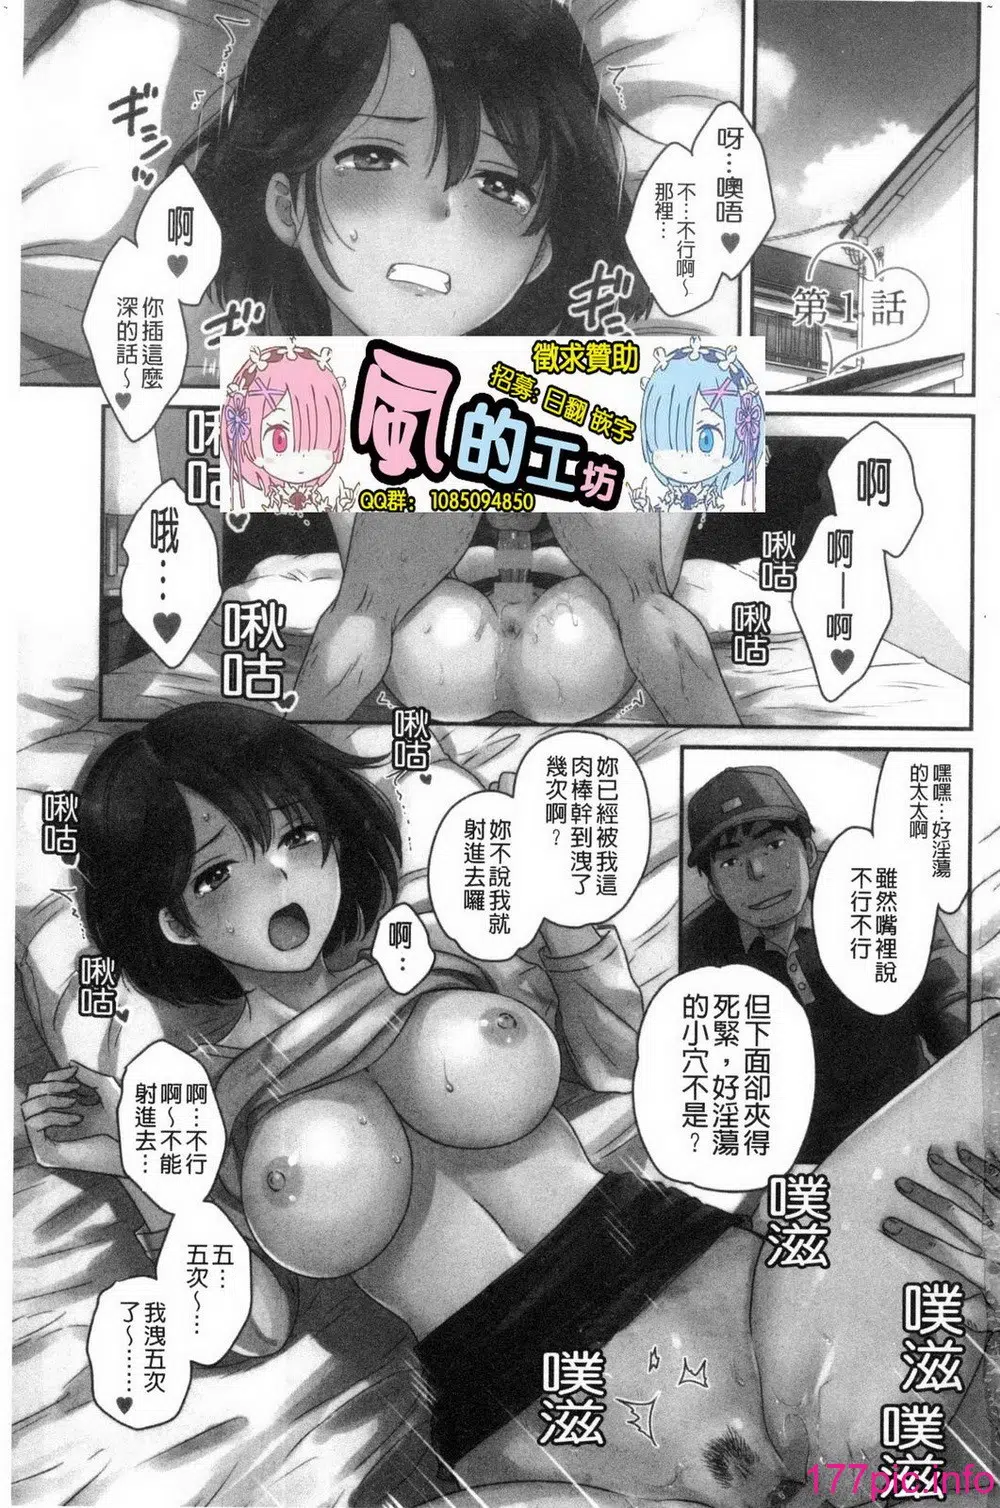 第1話
呀…噢唔♥
不…不行啊～
那裡…
ギシ
ギシ
ギシ
啊♥
你插這麼
深的話～
徵求贊助
招募：日翻 嵌字
風的工坊
QQ群： 1085094850
啊
啊—啊♥
啾咕
啾咕
哦……♥
啾咕
嘿嘿…好淫蕩
的太太啊
雖然嘴裡說
不行不行
但下面卻夾得
死緊，好淫蕩
的小穴不是？
妳已經被我這
肉棒幹到洩了
幾次啊？
妳不說我就
射進去囉
啾咕
啾咕
啾咕
啊…
啊…不行
啊～不能
射進去…
五…
五次～…
我洩五次
了～……♥
噗滋
噗滋
噗滋
噗滋
177pic.info